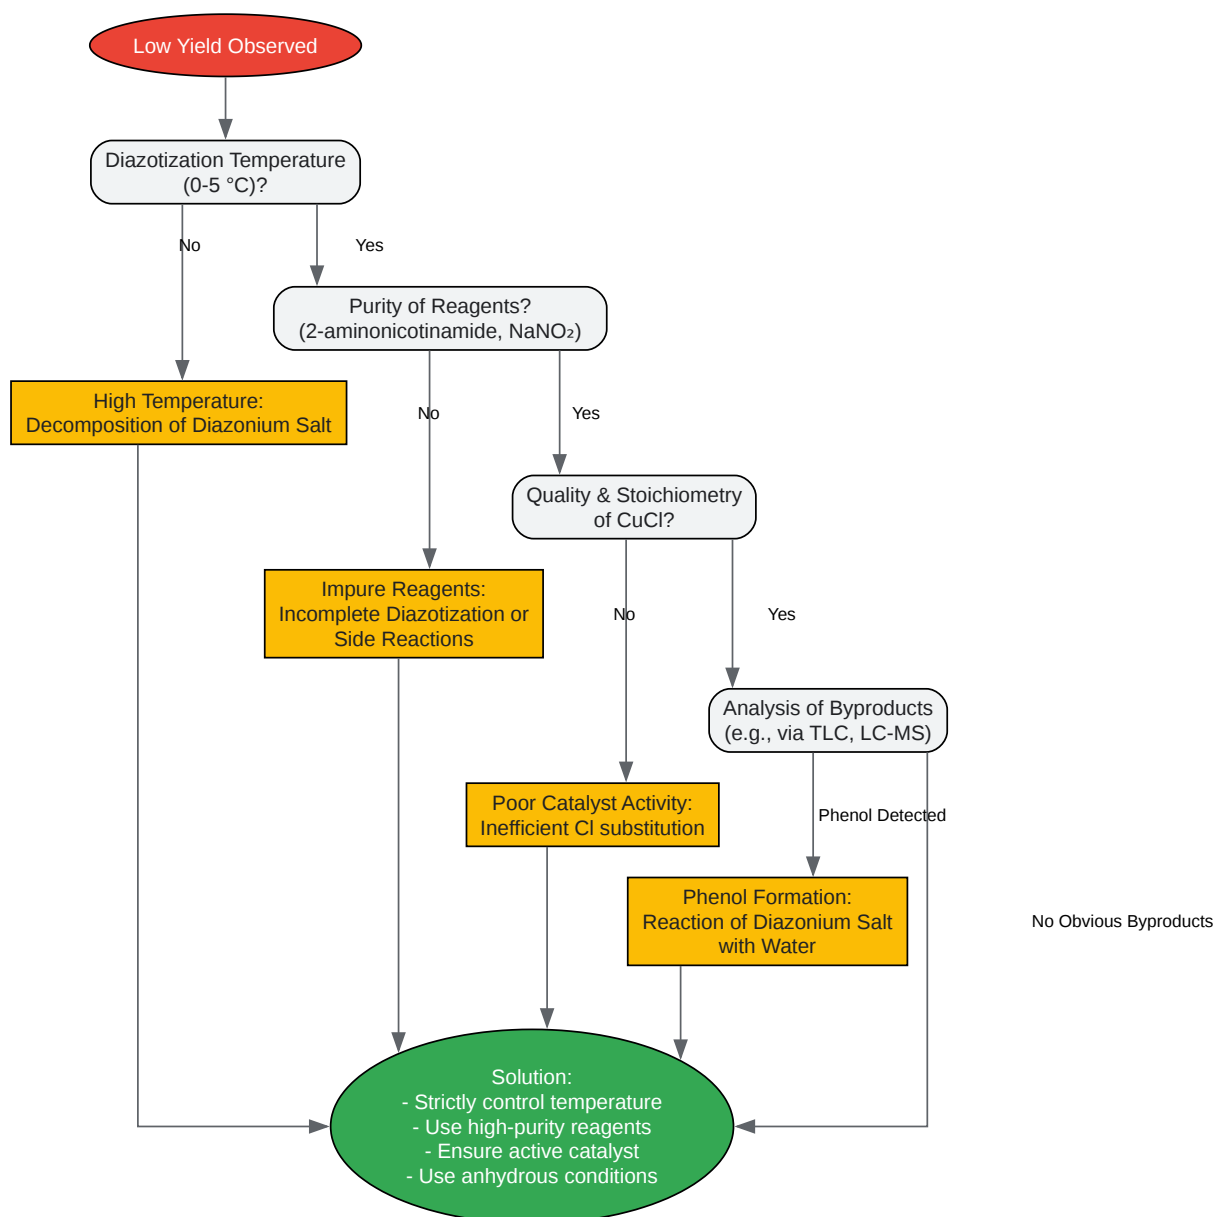 Low Yield Observed
Diazotization Temperature
(0-5 °C)?
No
Yes
Purity of Reagents?
(2-aminonicotinamide, NaNO₂)
High Temperature:
Decomposition of Diazonium Salt
No
Yes
Quality & Stoichiometry
of CuCl?
Impure Reagents:
Incomplete Diazotization or
Side Reactions
No
Yes
Analysis of Byproducts
(e.g., via TLC, LC-MS)
Poor Catalyst Activity:
Inefficient Cl substitution
Phenol Detected
Phenol Formation:
Reaction of Diazonium Salt
with Water
No Obvious Byproducts
Solution:
- Strictly control temperature
- Use high-purity reagents
- Ensure active catalyst
- Use anhydrous conditions